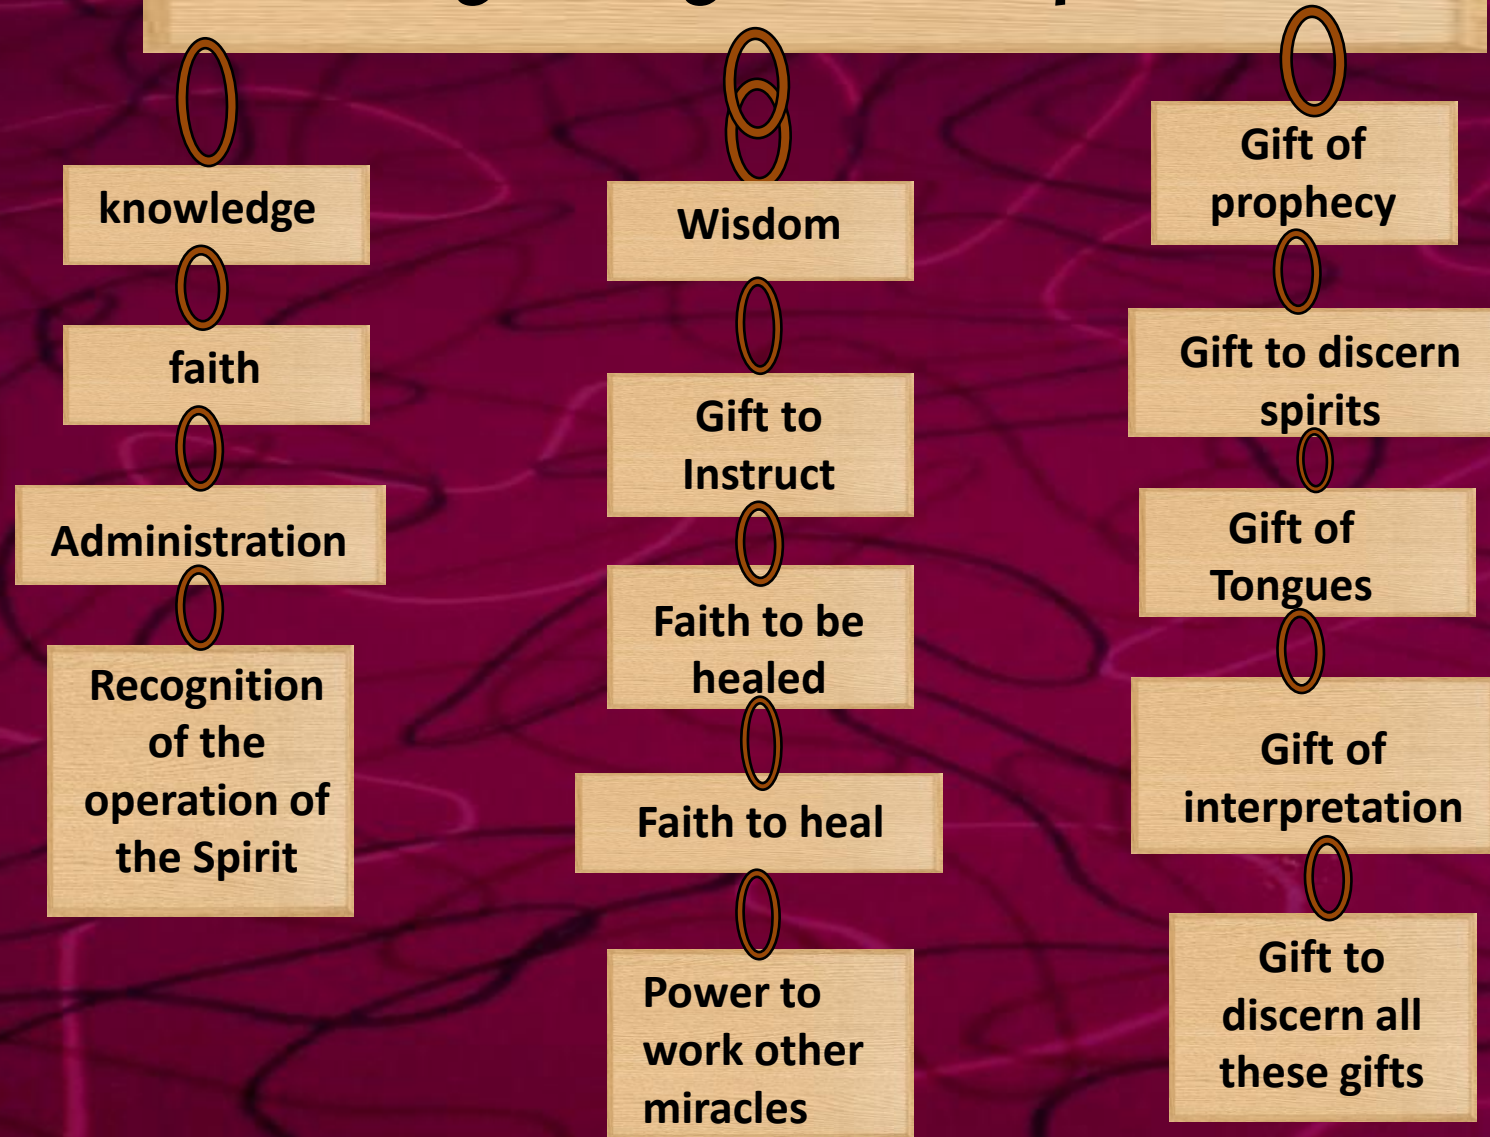 knowledge
faith
Administration
Recognition
of the
operation of
the Spirit
Wisdom
Gift to
Instruct
Faith to be
healed
Faith to heal
Power to
work other
miracles
Gift of
prophecy
Gift to discern
spirits
Gift of
Tongues
Gift of
interpretation
Gift to
discern all
these gifts